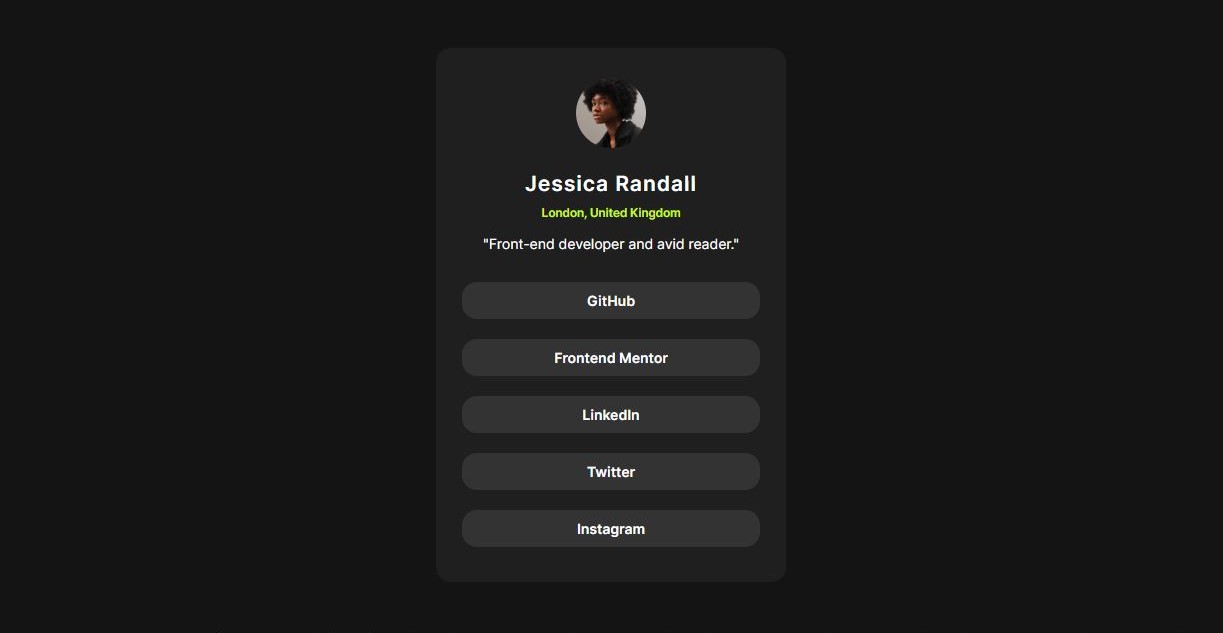 Jessica Randall
London, United Kingdom
"Front-end developer and avid reader."
GitHub
Frontend Mentor
LinkedIn
Twitter
Instagram